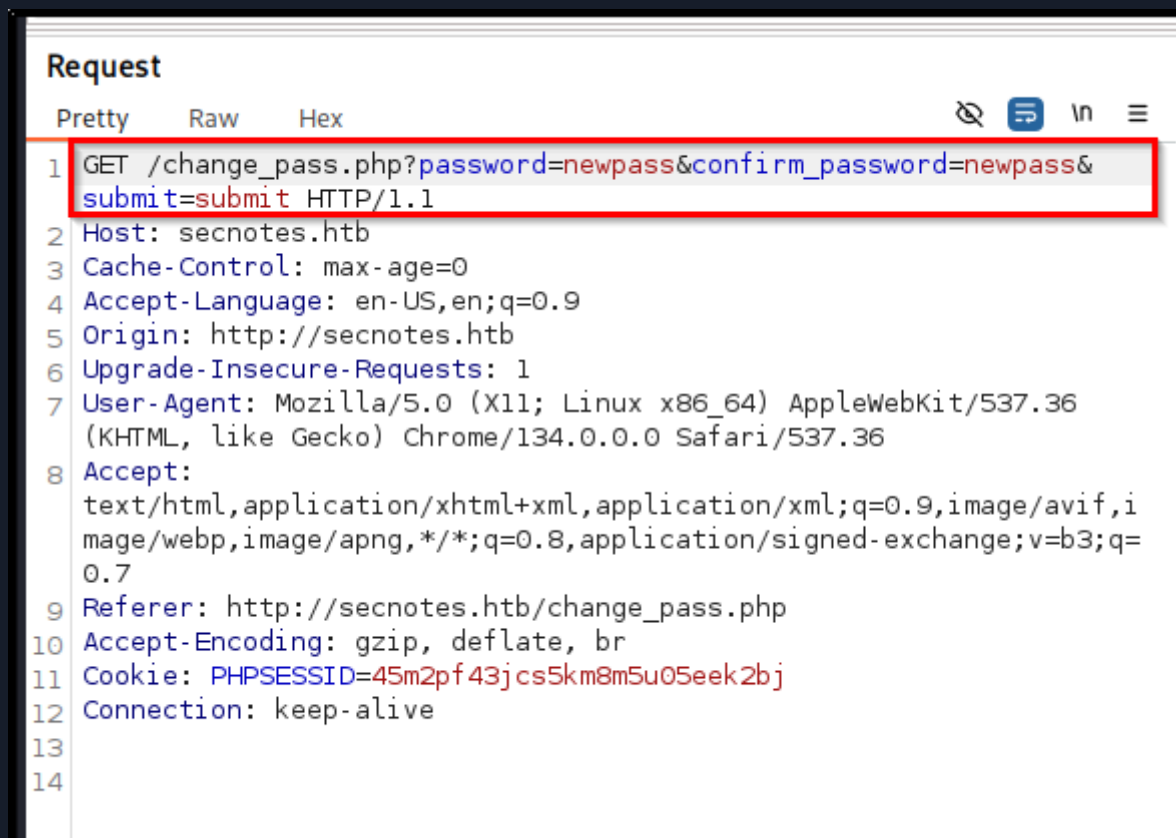 Request
Pretty Raw Hex \n
1 GET /change_pass.php?password=newpass&confirm_password=newpass&
submit=submit HTTP/1.1
2 Host: secnotes.htb
3 Cache-Control: max-age=0
4 Accept-Language: en-US,en;q=0.9
5 Origin: http://secnotes.htb
6 Upgrade-Insecure-Requests: 1
7 User-Agent: Mozilla/5.0 (X11; Linux x86_64) AppleWebKit/537.36
(KHTML, like Gecko) Chrome/134.0.0.0 Safari/537.36
8 Accept:
text/html,application/xhtml+xml,application/xml;q=0.9,image/avif,i
mage/webp,image/apng,*/*;q=0.8,application/signed-exchange;v=b3;q=
0.7
9 Referer: http://secnotes.htb/change_pass.php
10 Accept-Encoding: gzip, deflate, br
11 Cookie: PHPSESSID=45m2pf43jcs5km8m5u05eek2bj
12 Connection: keep-alive
13
14